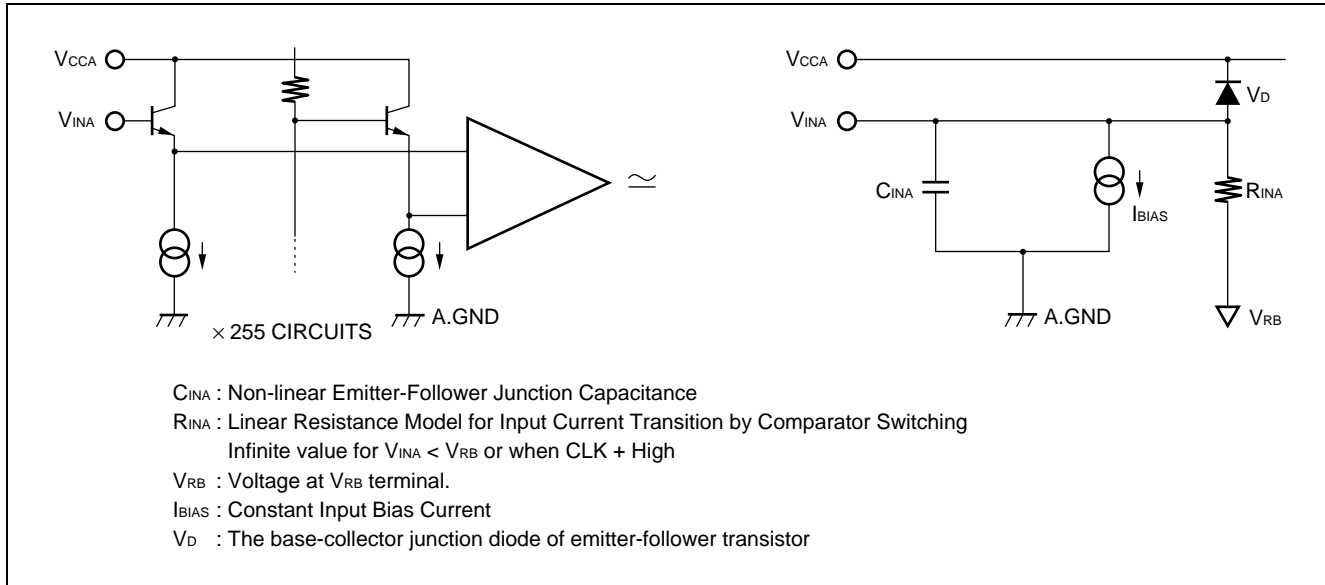 VCCA
VINA
× 255 CIRCUITS
A.GND
≃
VCCA
VD
VINA
CINA
IBIAS
RINA
A.GND
VRB
CINA : Non-linear Emitter-Follower Junction Capacitance
RINA : Linear Resistance Model for Input Current Transition by Comparator Switching
Infinite value for VINA < VRB or when CLK + High
VRB : Voltage at VRB terminal.
IBIAS : Constant Input Bias Current
VD : The base-collector junction diode of emitter-follower transistor